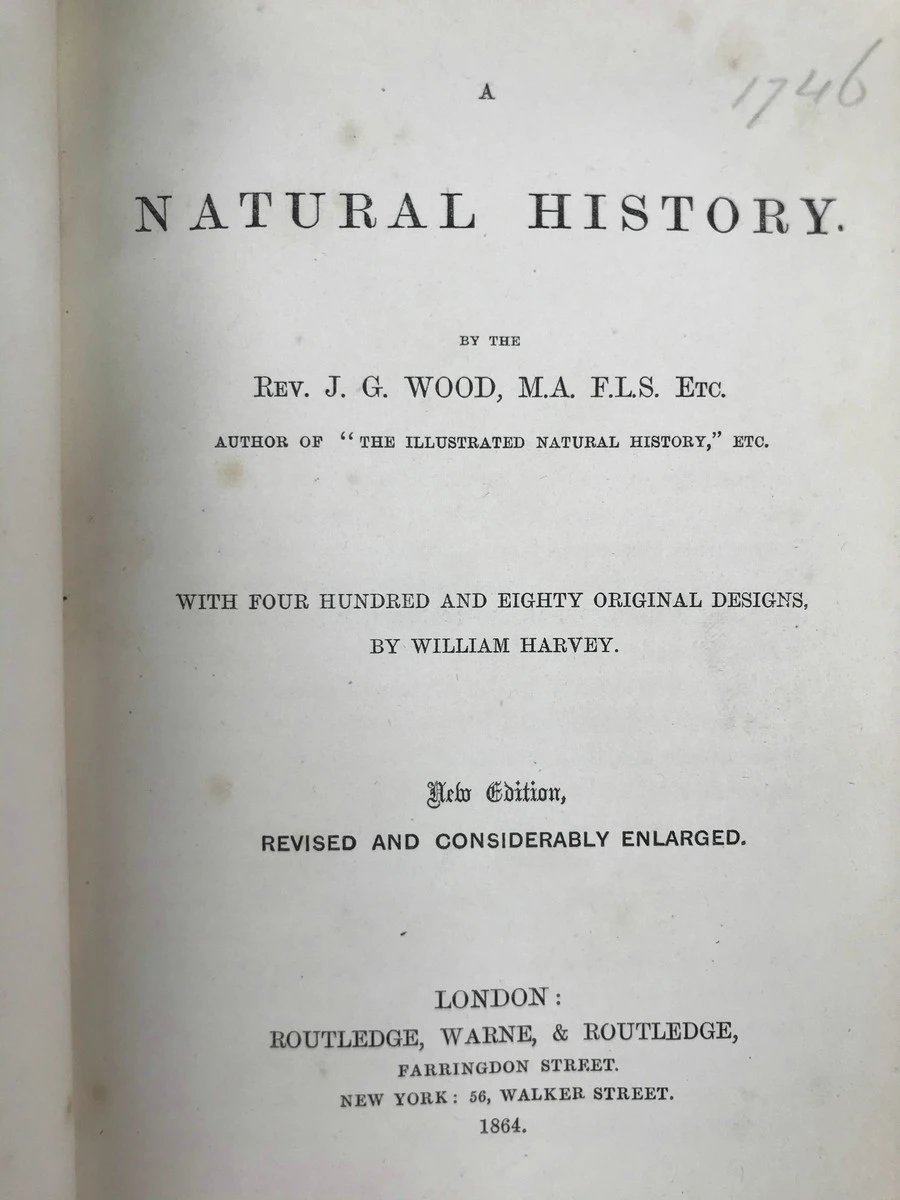 1746
A
NATURAL HISTORY.
BY THE
REV. J. G. WOOD, M.A. F.L.S. ETC.
AUTHOR OF “THE ILLUSTRATED NATURAL HISTORY,” ETC.
WITH FOUR HUNDRED AND EIGHTY ORIGINAL DESIGNS,
BY WILLIAM HARVEY.
New Edition,
REVISED AND CONSIDERABLY ENLARGED.
LONDON:
ROUTLEDGE, WARNE, & ROUTLEDGE,
FARRINGDON STREET.
NEW YORK: 56, WALKER STREET.
1864.